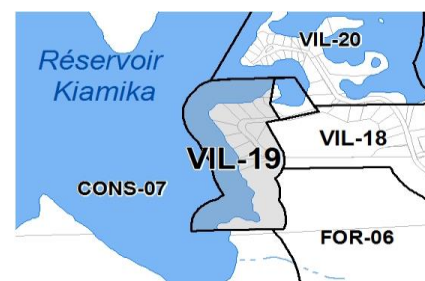 VIL-20
Réservoir
Kiamika
VIL-18
VIL-19
CONS-07
FOR-06